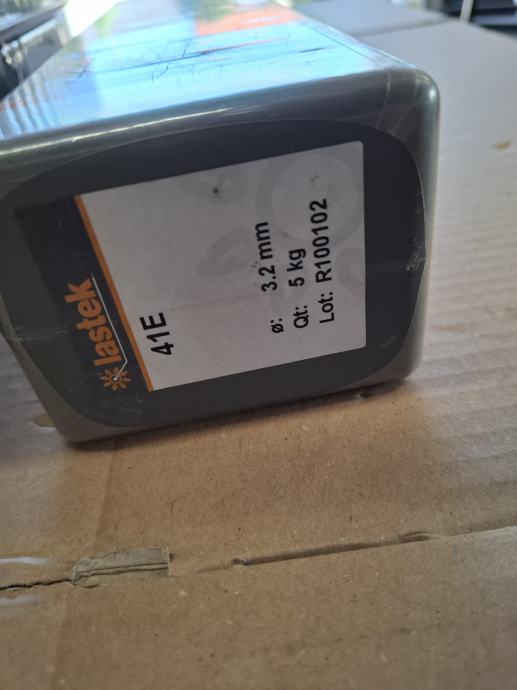 lastek
41E
ø: 3.2 mm
Qt: 5 kg
Lot: R100102